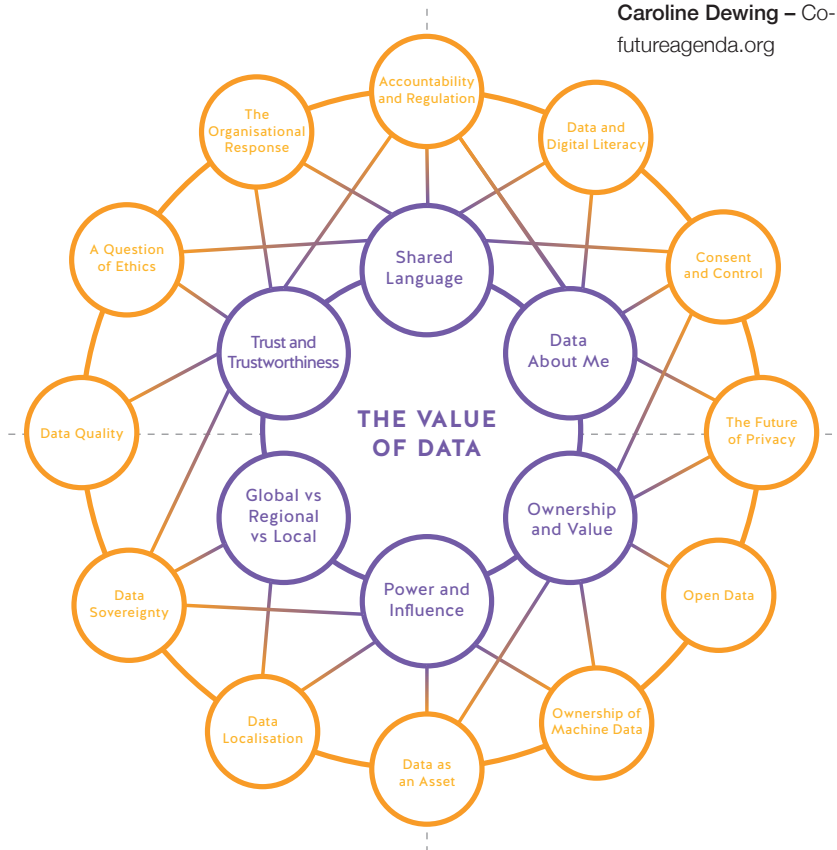 Caroline Dewing – Co-
futureagenda.org
Accountability
and Regulation
The
Organisational
Response
Data and
Digital Literacy
A Question
of Ethics
Shared
Language
Consent
and Control
Trust and
Trustworthiness
Data
About Me
Data Quality
THE VALUE
OF DATA
The Future
of Privacy
Global vs
Regional
vs Local
Ownership
and Value
Data
Sovereignty
Power and
Influence
Open Data
Data
Localisation
Data as
an Asset
Ownership of
Machine Data